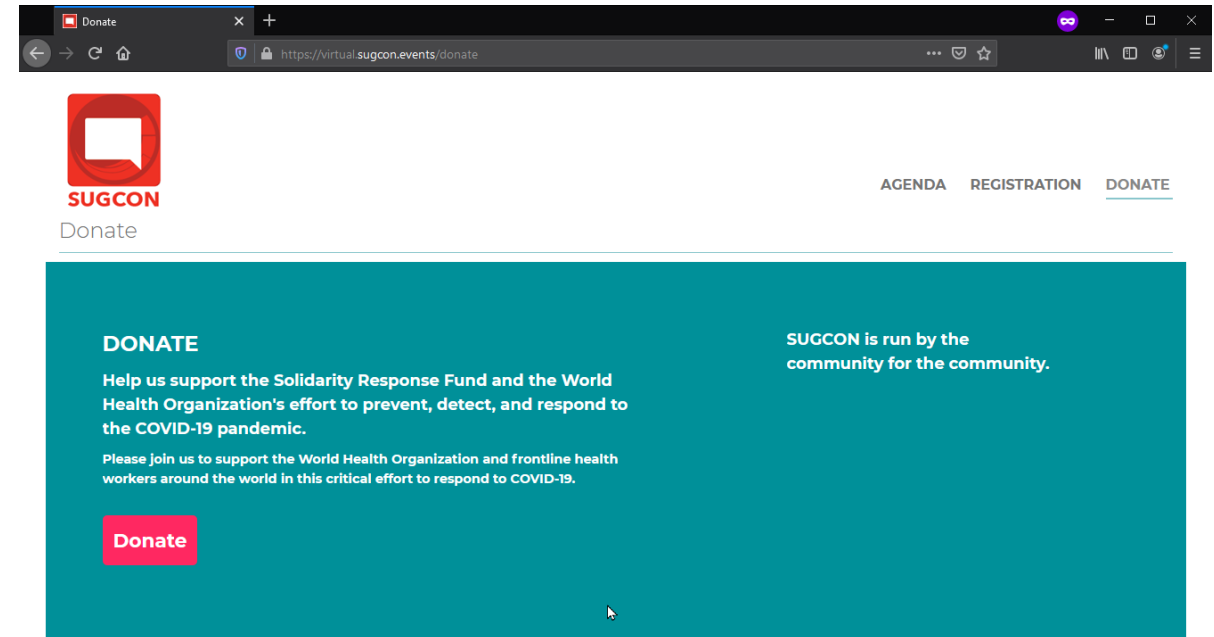 Donate
https://virtual.sugcon.events/donate
SUGCON
AGENDA REGISTRATION DONATE
Donate
DONATE
Help us support the Solidarity Response Fund and the World
Health Organization's effort to prevent, detect, and respond to
the COVID-19 pandemic.
Please join us to support the World Health Organization and frontline health
workers around the world in this critical effort to respond to COVID-19.
Donate
SUGCON is run by the
community for the community.